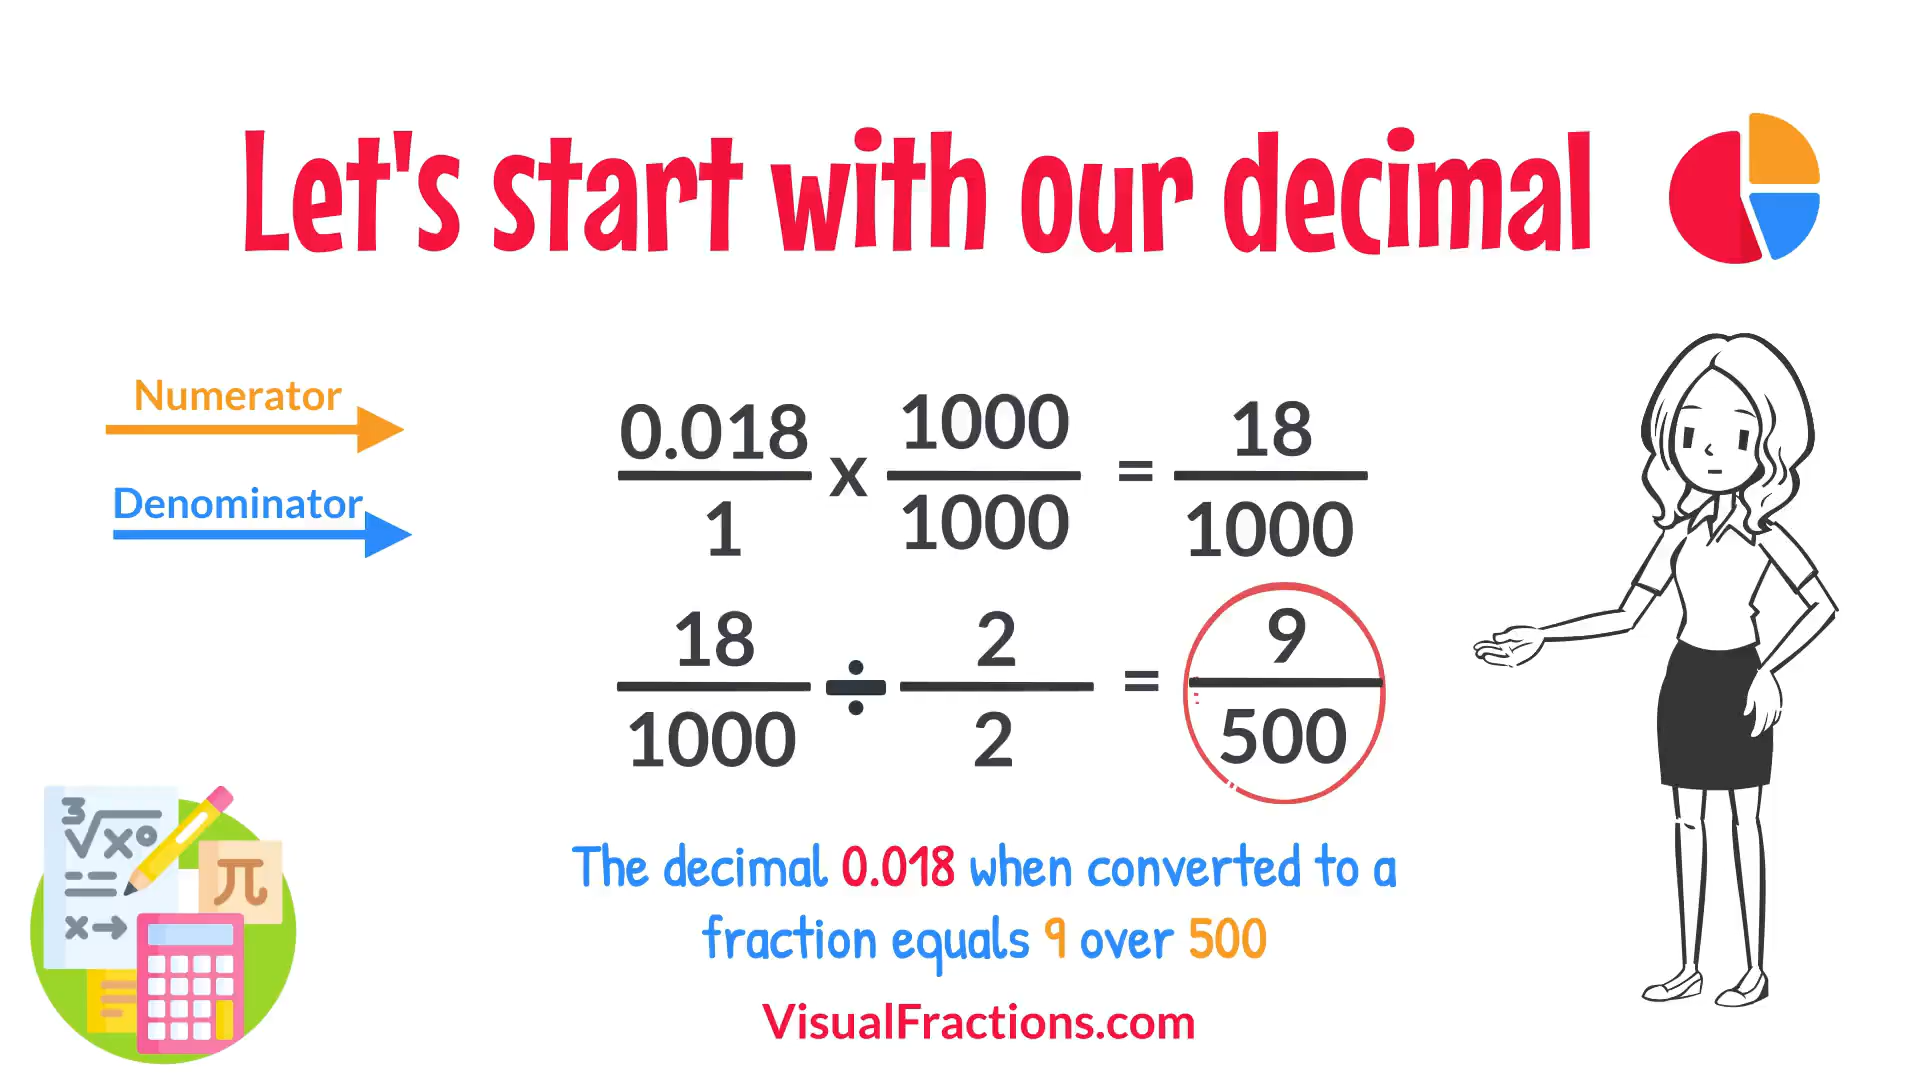 Let's start with our decimal
Numerator
Denominator
0.018 x 1000 = 18
1 1000 1000
18 ÷ 2 = 9
1000 2 500
The decimal 0.018 when converted to a
fraction equals 9 over 500
VisualFractions.com
3√x°
x→
π